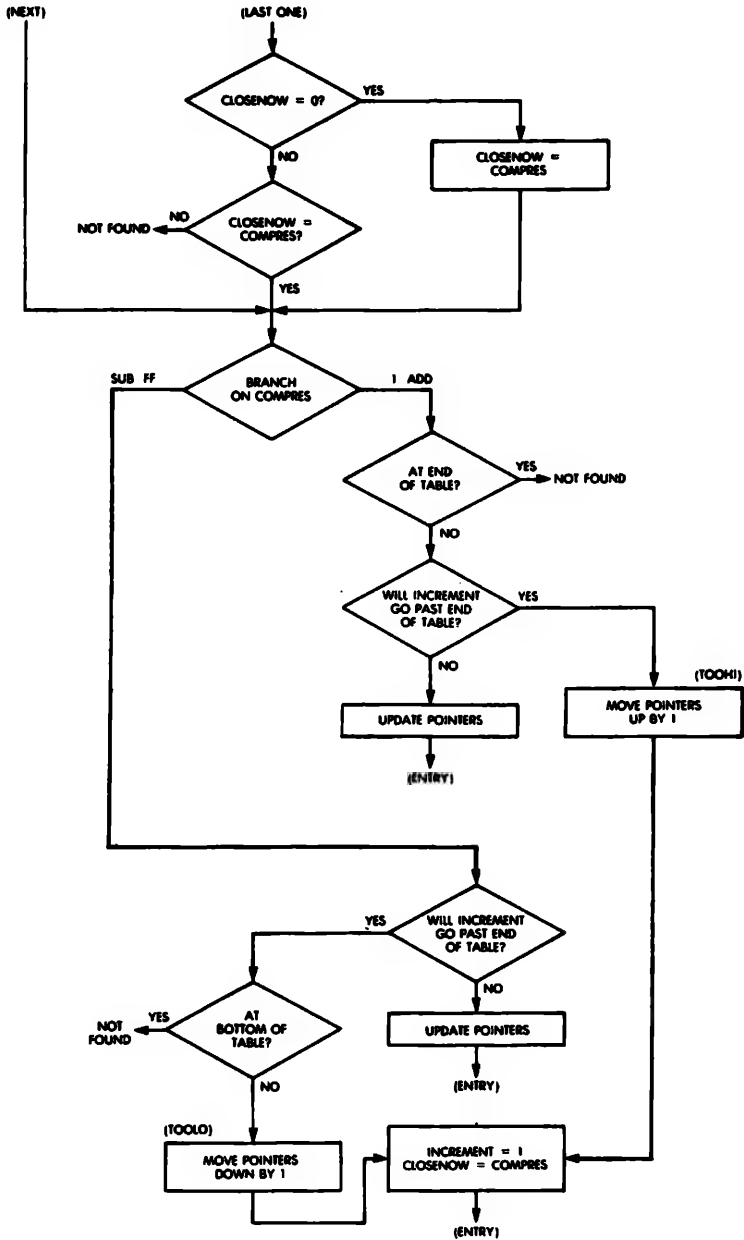 (NEXT)
(LAST ONE)
CLOSENOW = 0?
YES
NO
CLOSENOW =
COMPRES
NOT FOUND
NO
CLOSENOW =
COMPRES?
YES
SUB FF
BRANCH
ON COMPRES
1 ADD
AT END
OF TABLE?
YES
NOT FOUND
NO
WILL INCREMENT
GO PAST END
OF TABLE?
YES
NO
(TOOHI)
UPDATE POINTERS
MOVE POINTERS
UP BY 1
(ENTRY)
YES
WILL INCREMENT
GO PAST END
OF TABLE?
NO
NOT
FOUND
YES
AT
BOTTOM OF
TABLE?
UPDATE POINTERS
NO
(ENTRY)
(TOOLO)
MOVE POINTERS
DOWN BY 1
INCREMENT = 1
CLOSENOW = COMPRES
(ENTRY)